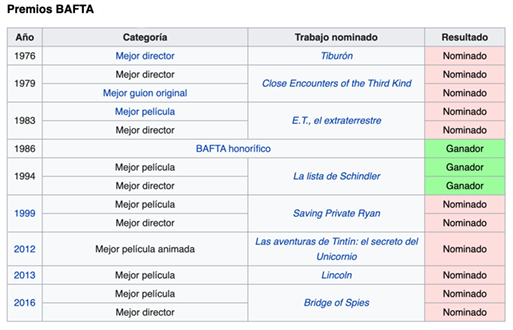 Premios BAFTA
Año Categoría Trabajo nominado Resultado
1976 Mejor director Tiburón Nominado
1979 Mejor director Close Encounters of the Third Kind Nominado
Mejor guion original Nominado
1983 Mejor película E.T., el extraterrestre Nominado
Mejor director Nominado
1986 BAFTA honorífico Ganador
1994 Mejor película La lista de Schindler Ganador
Mejor director Ganador
1999 Mejor película Saving Private Ryan Nominado
Mejor director Nominado
2012 Mejor película animada Las aventuras de Tintín: el secreto del
Unicornio Nominado
2013 Mejor película Lincoln Nominado
2016 Mejor película Bridge of Spies Nominado
Mejor director Nominado